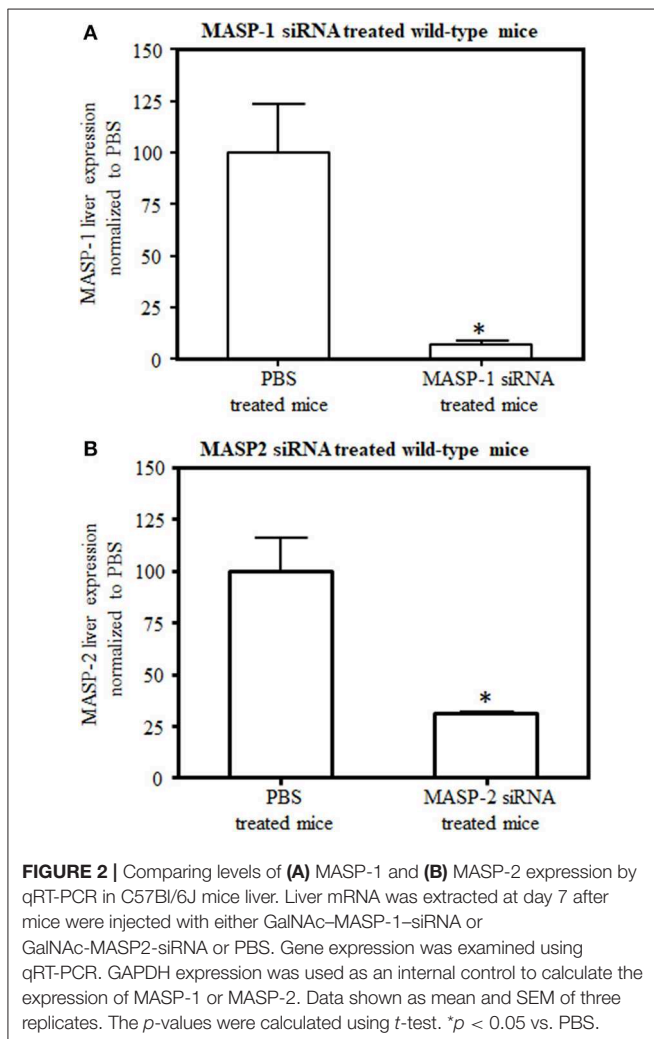 A
MASP-1 siRNA treated wild-type mice
MASP-1 liver expression
normalized to PBS
150
125
100
75
50
25
0
*
PBS
treated mice
MASP-1 siRNA
treated mice
B
MASP2 siRNA treated wild-type mice
MASP-2 liver expression
normalized to PBS
150
125
100
75
50
25
0
*
PBS
treated mice
MASP-2 siRNA
treated mice
FIGURE 2 | Comparing levels of (A) MASP-1 and (B) MASP-2 expression by
qRT-PCR in C57Bl/6J mice liver. Liver mRNA was extracted at day 7 after
mice were injected with either GalNAc–MASP-1–siRNA or
GalNAc-MASP2-siRNA or PBS. Gene expression was examined using
qRT-PCR. GAPDH expression was used as an internal control to calculate the
expression of MASP-1 or MASP-2. Data shown as mean and SEM of three
replicates. The p-values were calculated using t-test. *p < 0.05 vs. PBS.